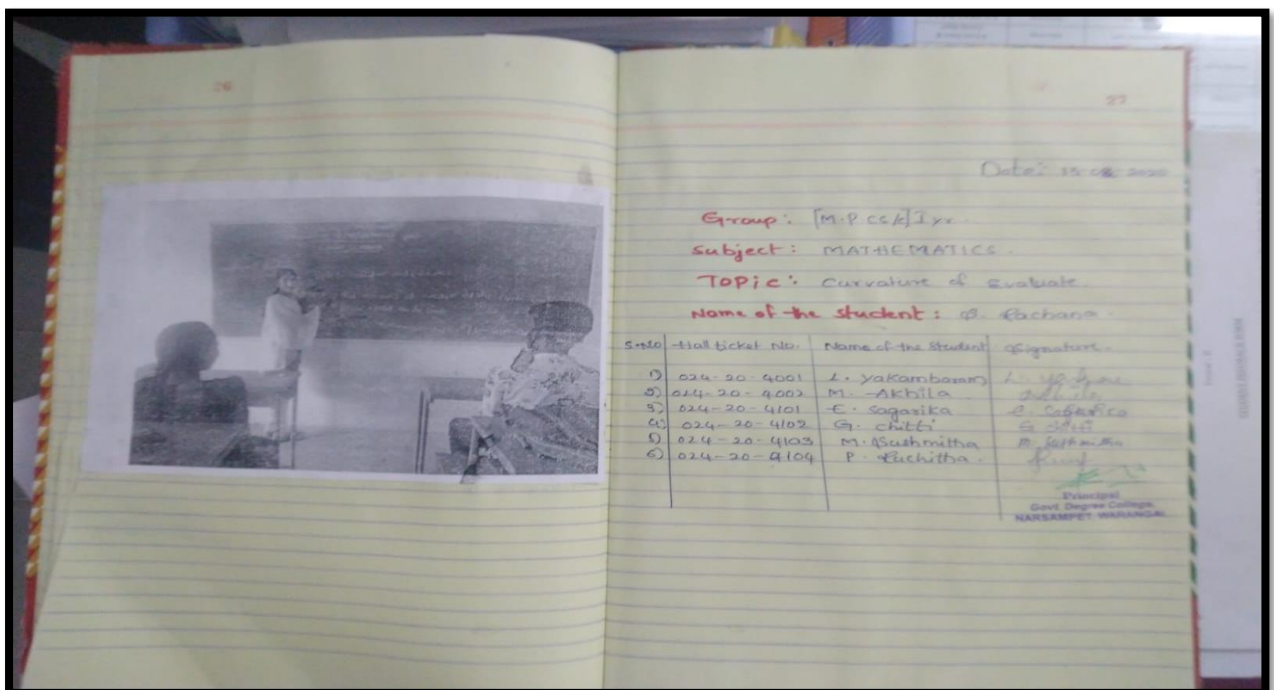 26
27
Date: 15-08-2020
Group: [M.P.CS/c] I yr.
Subject: MATHEMATICS.
TOPIC: Curvature of Evaluate.
Name of the student: Rachana.
S.No Hall ticket No. Name of the Student Signature.
1) 024-20-4001 L. Yakambaram
2) 024-20-4002 M. Akhila
3) 024-20-4101 E. Sagarika
4) 024-20-4102 G. chitti
5) 024-20-4103 M. Sushmitha
6) 024-20-4104 P. Ruchitha.
Principal
Govt. Degree College,
NARSAMPET, WARANGAL